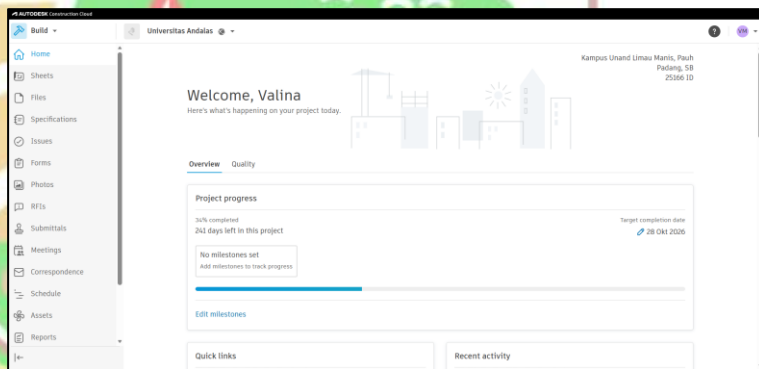 AUTODESK Construction Cloud
Build
Universitas Andalas
?
VM
Home
Sheets
Files
Specifications
Issues
Forms
Photos
RFIs
Submittals
Meetings
Correspondence
Schedule
Assets
Reports
Kampus Unand Limau Manis, Pauh
Padang, SB
25166 ID
Welcome, Valina
Here's what's happening on your project today.
Overview Quality
Project progress
34% completed
241 days left in this project
Target completion date
28 Okt 2026
No milestones set
Add milestones to track progress
Edit milestones
Quick links
Recent activity